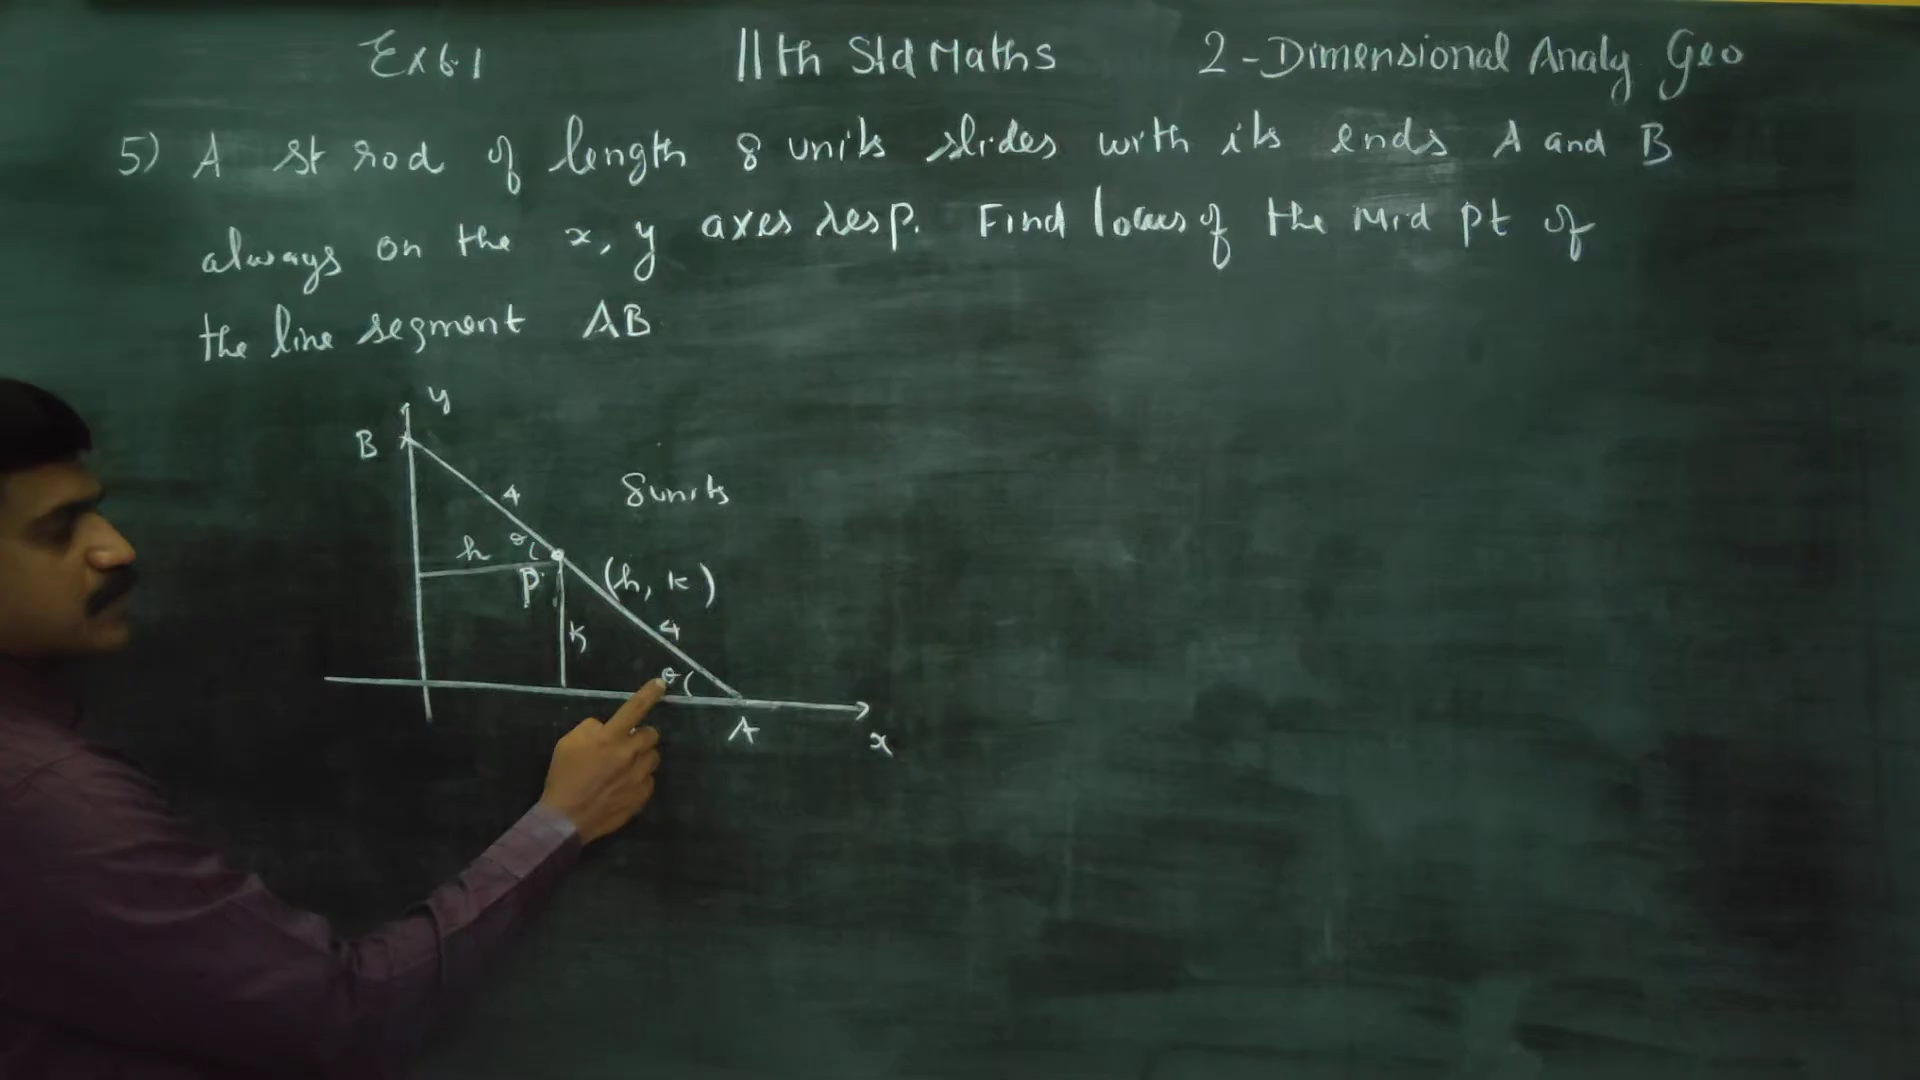 Ex 6.1 11th Std Maths 2-Dimensional Analy Geo
5) A st rod of length 8 units slides with its ends A and B
always on the x, y axes resp. Find locus of the Mid pt of
the line segment AB
y
B
4 8 units
h θ
P (h, k)
k 4
θ
A
x